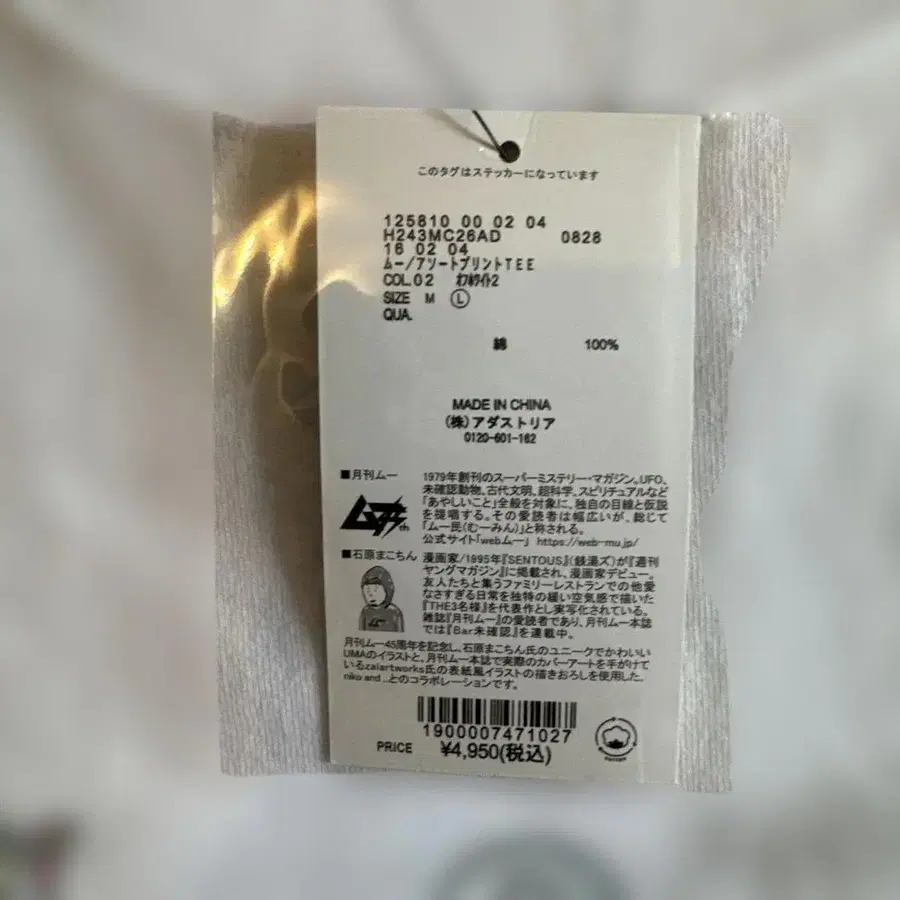 このタグはステッカーになっています
125810 00 02 04
H243MC26AD 0828
16 02 04
ムー/アソートプリントTEE
COL.02 ｵﾌﾎﾜｲﾄ2
SIZE M Ⓛ
QUA.
綿 100%
MADE IN CHINA
(株)アダストリア
0120-601-162
■月刊ムー
1979年創刊のスーパーミステリー・マガジン。UFO、
未確認動物、古代文明、超科学、スピリチュアルなど
「あやしいこと」全般を対象に、独自の目線と仮説
を提唱する。その愛読者は幅広いが、総じて
「ムー民(むーみん)」と称される。
公式サイト「webムー」 https://web-mu.jp/
■石原まこちん
漫画家/1995年『SENTOUS』(銭湯ズ)が『週刊
ヤングマガジン』に掲載され、漫画家デビュー。
友人たちと集うファミリーレストランでの他愛
なさすぎる日常を独特の緩い空気感で描いた
『THE3名様』を代表作とし実写化されている。
雑誌『月刊ムー』の愛読者であり、月刊ムー本誌
では『Bar未確認』を連載中。
月刊ムー45周年を記念し、石原まこちん氏のユニークでかわいい
UMAのイラストと、月刊ムー本誌で実際のカバーアートを手がけて
いるzaiartworks氏の表紙風イラストの描きおろしを使用した、
niko and ...とのコラボレーションです。
1900007471027
PRICE ¥4,950(税込)